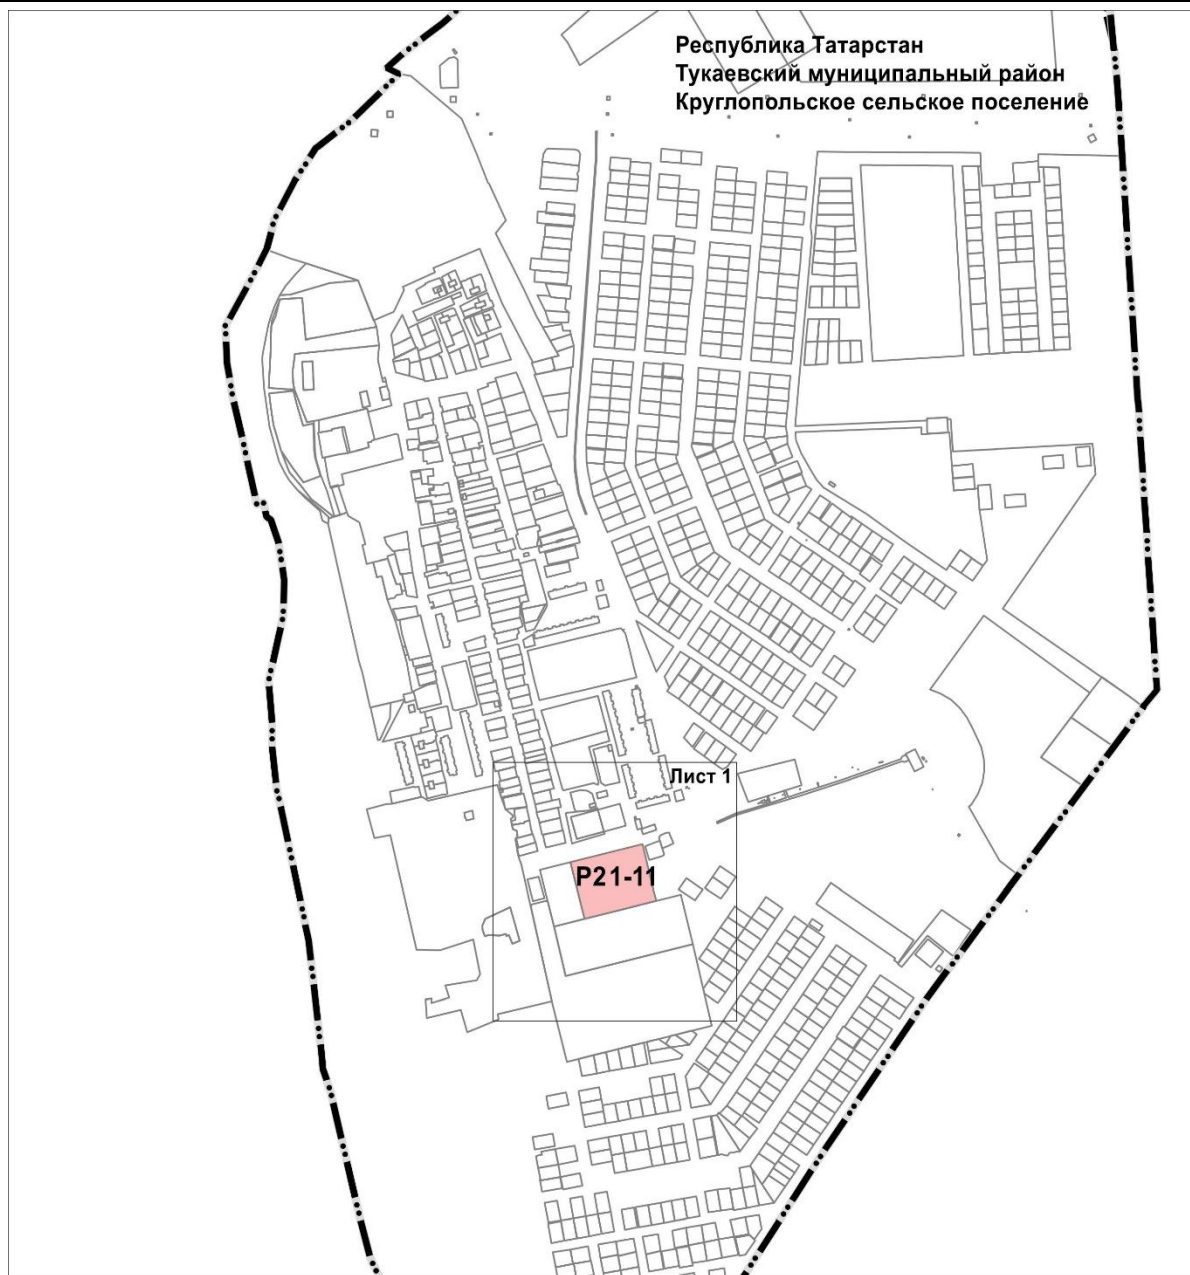 Республика Татарстан
Тукаевский муниципальный район
Круглопольское сельское поселение
Лист 1
Р21-11